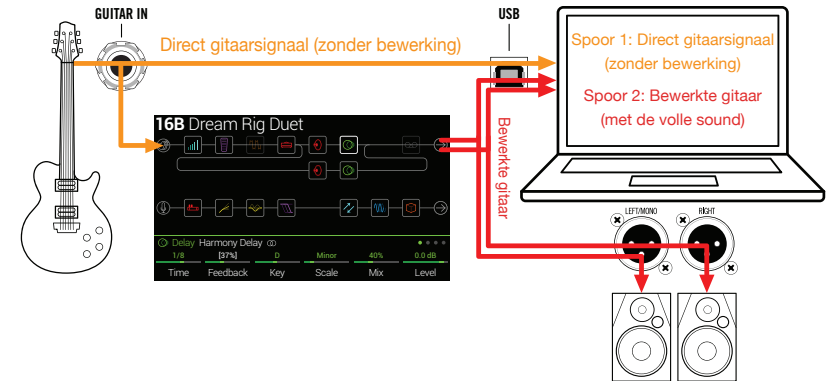 GUITAR IN
USB
Direct gitaarsignaal (zonder bewerking)
Spoor 1: Direct gitaarsignaal
(zonder bewerking)
Spoor 2: Bewerkte gitaar
(met de volle sound)
16B Dream Rig Duet
Bewerkte gitaar
Delay Harmony Delay
1/8 [37%] D Minor 40% 0.0 dB
Time Feedback Key Scale Mix Level
LEFT/MONO
RIGHT